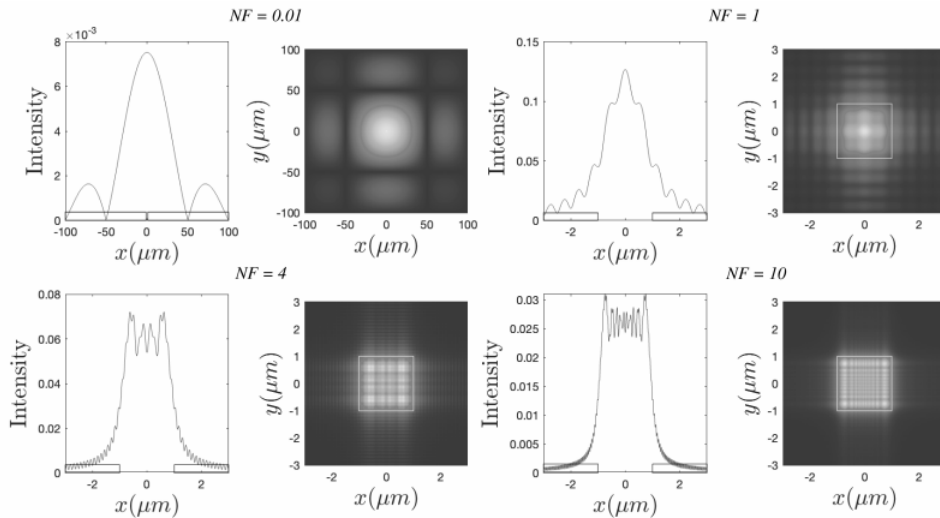 NF = 0.01
NF = 1
×10⁻³
8
6
4
2
0
Intensity
-100 -50 0 50 100
x(μm)
100
50
0
-50
-100
y(μm)
-100 -50 0 50 100
x(μm)
0.15
0.10
0.05
0
Intensity
-2 0 2
x(μm)
3
2
1
0
-1
-2
-3
y(μm)
-2 0 2
x(μm)
NF = 4
NF = 10
0.08
0.06
0.04
0.02
0
Intensity
-2 0 2
x(μm)
3
2
1
0
-1
-2
-3
y(μm)
-2 0 2
x(μm)
0.03
0.025
0.02
0.015
0.01
0.005
0
Intensity
-2 0 2
x(μm)
3
2
1
0
-1
-2
-3
y(μm)
-2 0 2
x(μm)